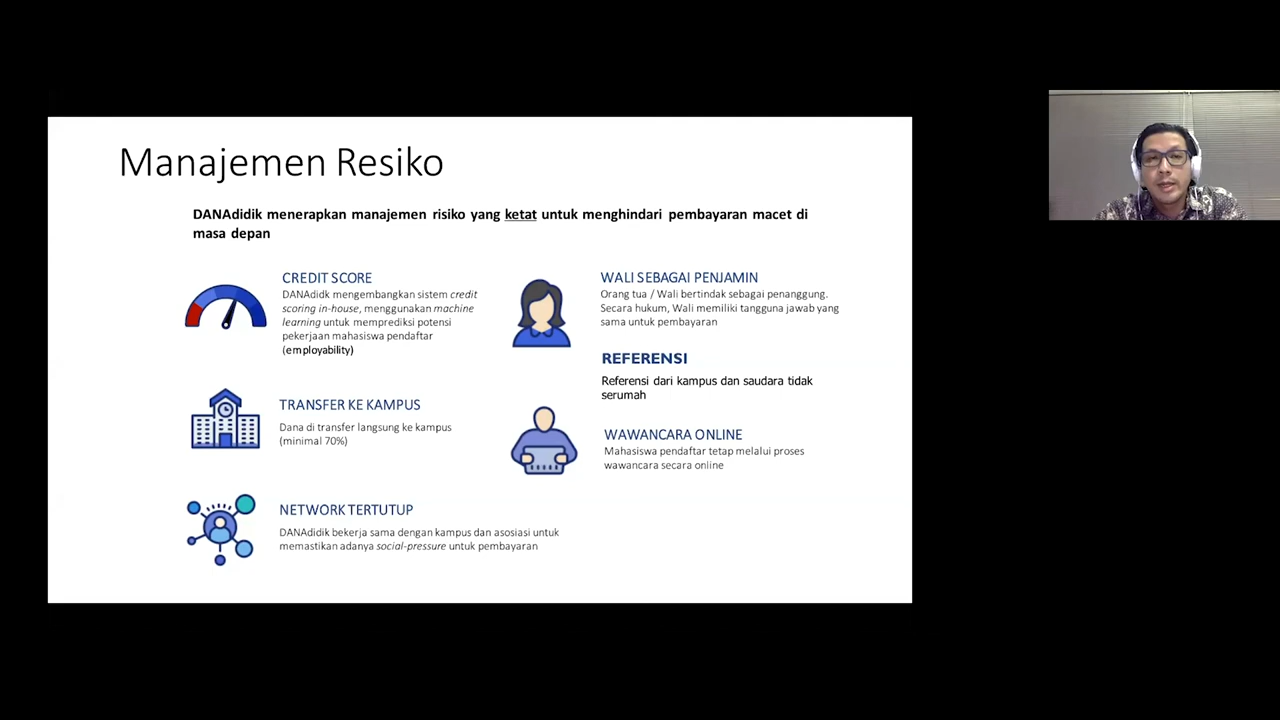 Manajemen Resiko
DANAdidik menerapkan manajemen risiko yang ketat untuk menghindari pembayaran macet di
masa depan
CREDIT SCORE
DANAdidk mengembangkan sistem credit
scoring in-house, menggunakan machine
learning untuk memprediksi potensi
pekerjaan mahasiswa pendaftar
(employability)
TRANSFER KE KAMPUS
Dana di transfer langsung ke kampus
(minimal 70%)
NETWORK TERTUTUP
DANAdidik bekerja sama dengan kampus dan asosiasi untuk
memastikan adanya social-pressure untuk pembayaran
WALI SEBAGAI PENJAMIN
Orang tua / Wali bertindak sebagai penanggung.
Secara hukum, Wali memiliki tangguna jawab yang
sama untuk pembayaran
REFERENSI
Referensi dari kampus dan saudara tidak
serumah
WAWANCARA ONLINE
Mahasiswa pendaftar tetap melalui proses
wawancara secara online